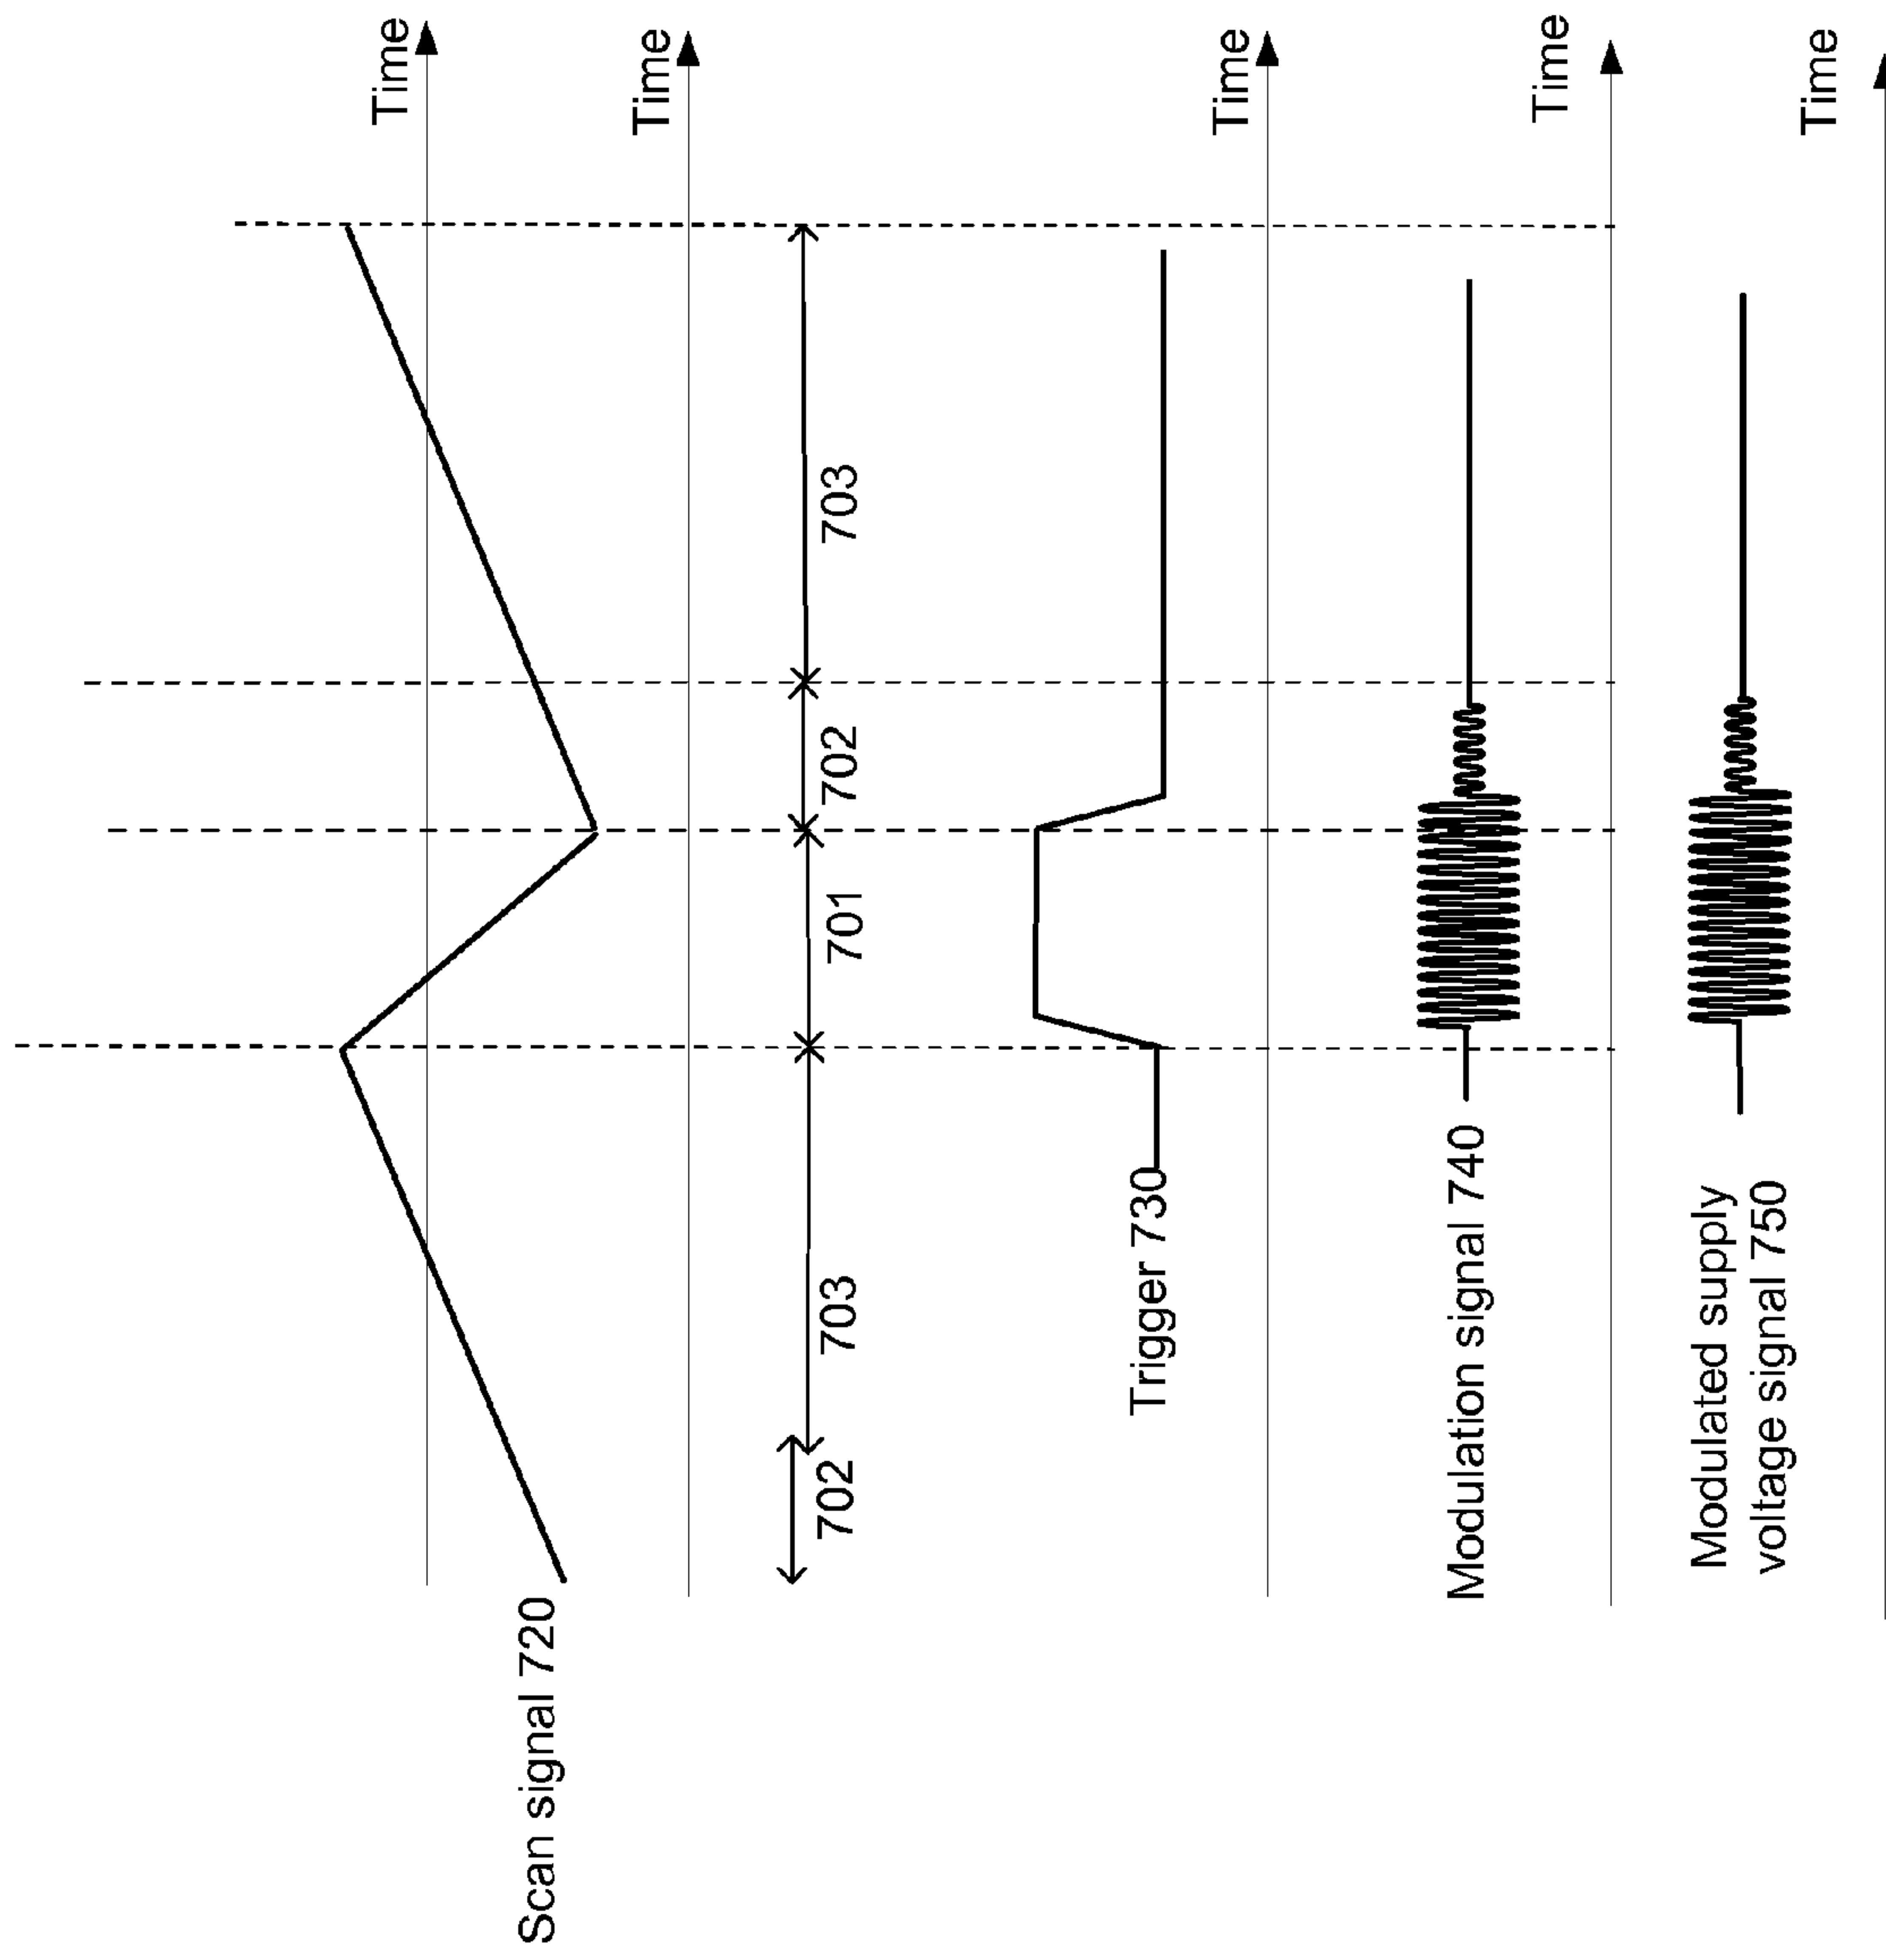 Scan signal 720
Time
Time
702
703
701
702
703
Trigger 730
Time
Modulation signal 740
Time
Modulated supply
voltage signal 750
Time